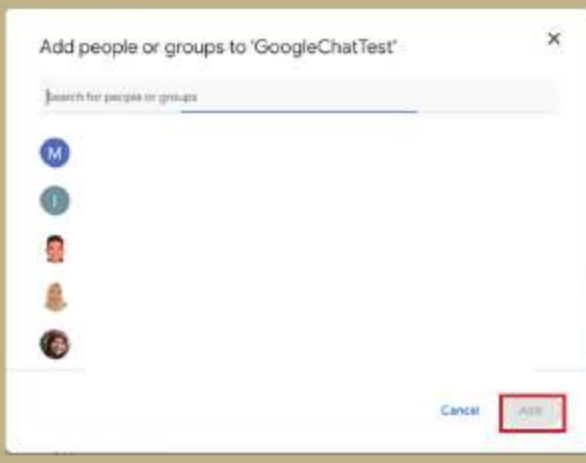 Add people or groups to 'GoogleChatTest'
Search for people or groups
M
I
Cancel
Add